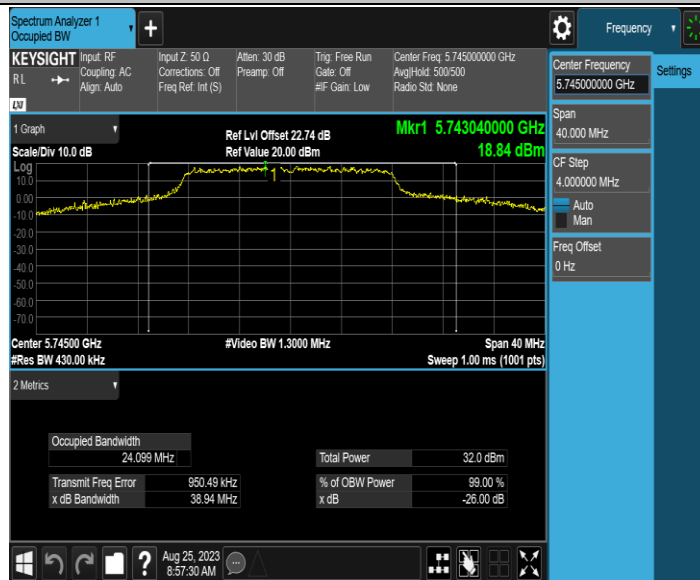 Spectrum Analyzer 1
Occupied BW
+
Frequency
KEYSIGHT
Input: RF
Coupling: AC
Align: Auto
Input Z: 50 Ω
Corrections: Off
Freq Ref: Int (S)
Atten: 30 dB
Preamp: Off
Trig: Free Run
Gate: Off
#IF Gain: Low
Center Freq: 5.745000000 GHz
Avg|Hold: 500/500
Radio Std: None
RL
LXI
Center Frequency
5.745000000 GHz
Settings
Span
40.000 MHz
CF Step
4.000000 MHz
Auto
Man
Freq Offset
0 Hz
1 Graph
Scale/Div 10.0 dB
Ref Lvl Offset 22.74 dB
Ref Value 20.00 dBm
Mkr1 5.743040000 GHz
18.84 dBm
Log
10.0
0.00
-10.0
-20.0
-30.0
-40.0
-50.0
-60.0
-70.0
Center 5.74500 GHz
#Res BW 430.00 kHz
#Video BW 1.3000 MHz
Span 40 MHz
Sweep 1.00 ms (1001 pts)
2 Metrics
Occupied Bandwidth
24.099 MHz
Transmit Freq Error 950.49 kHz
x dB Bandwidth 38.94 MHz
Total Power 32.0 dBm
% of OBW Power 99.00 %
x dB -26.00 dB
?
Aug 25, 2023
8:57:30 AM